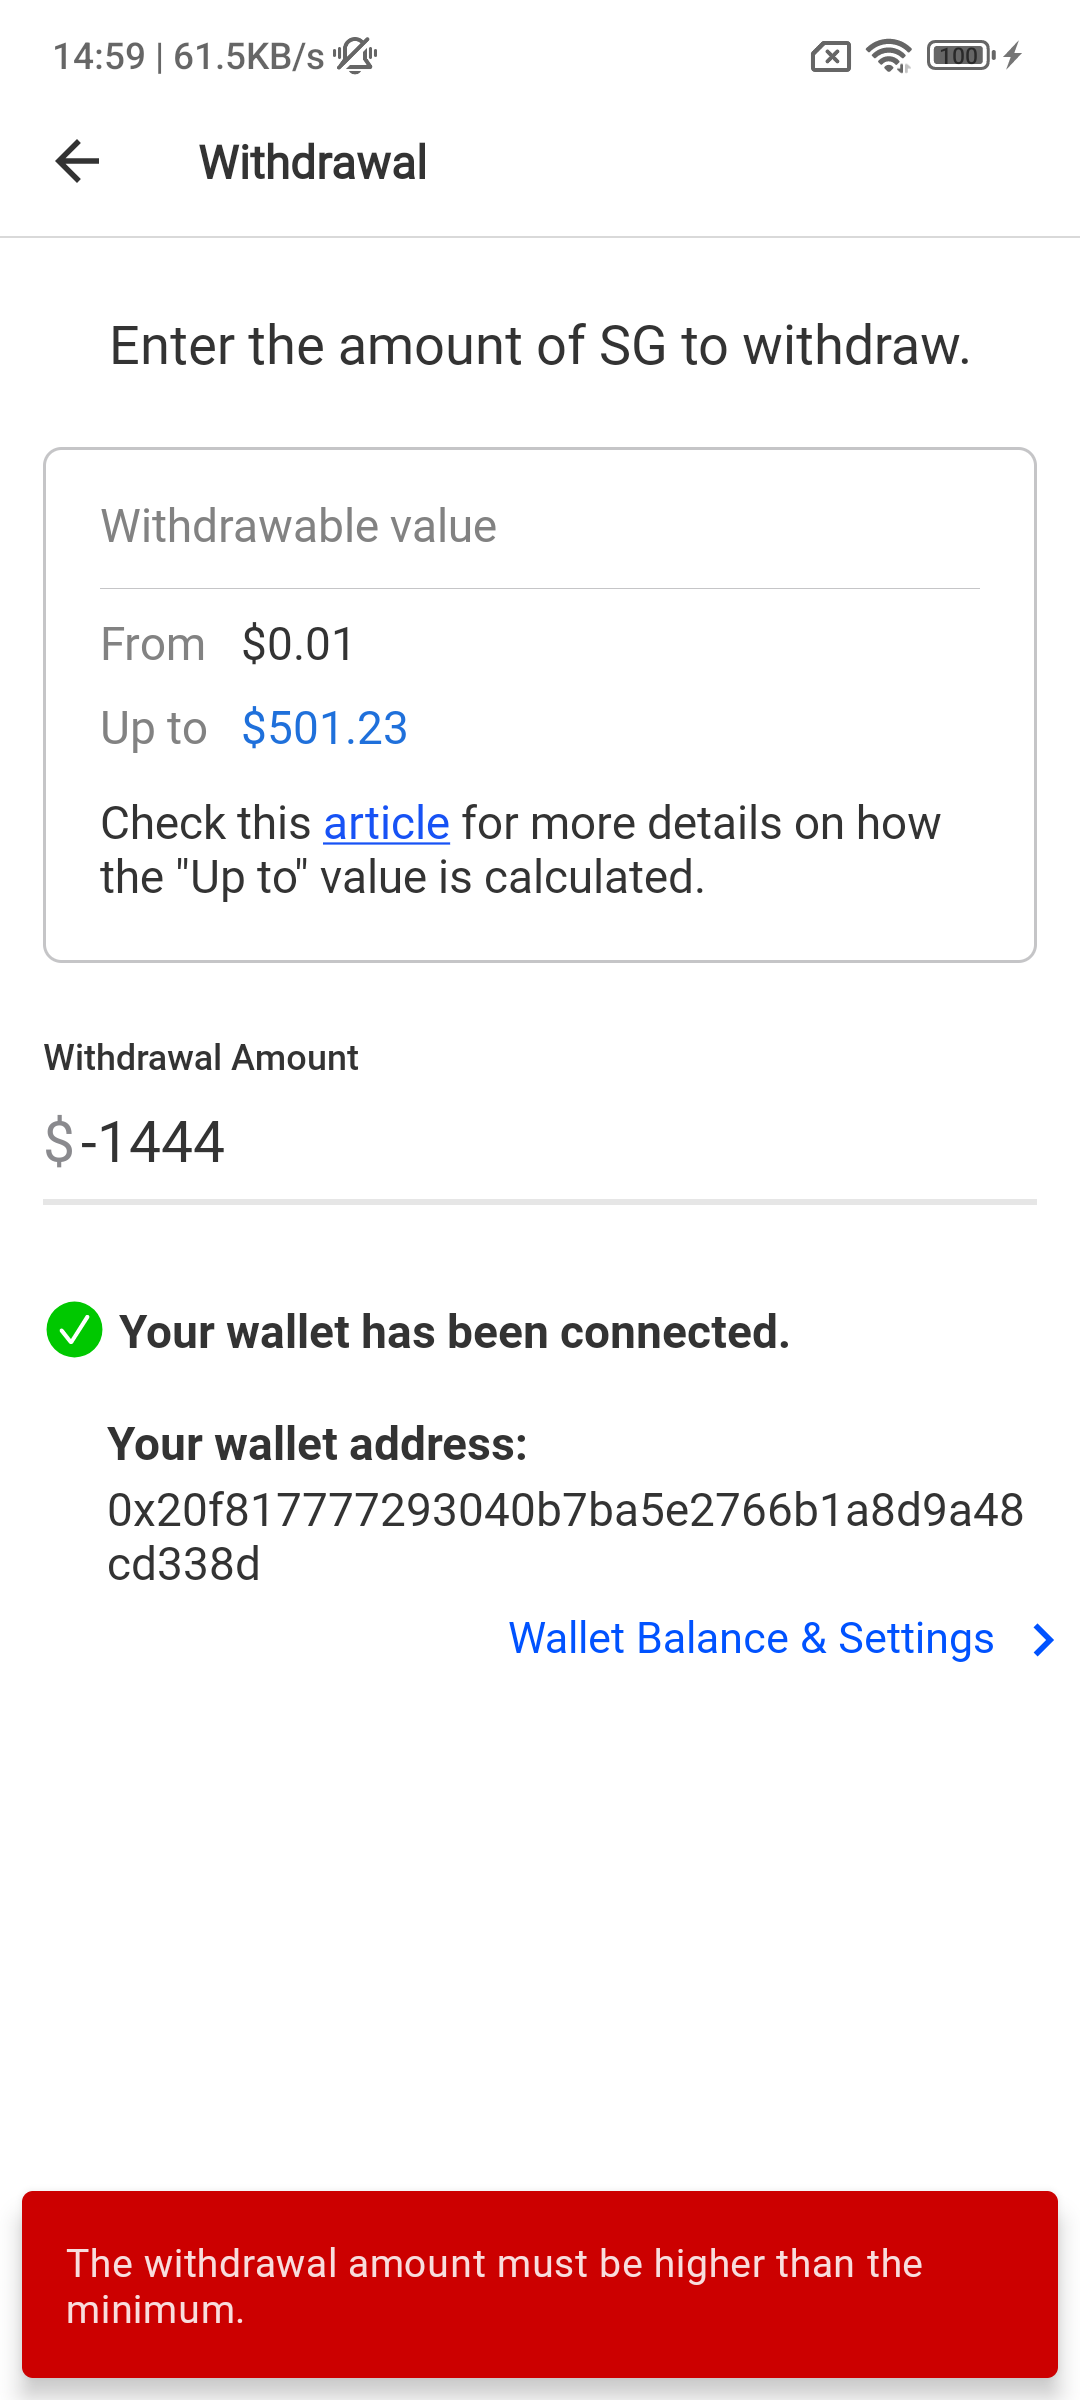 14:59 | 61.5KB/s
100
Withdrawal
Enter the amount of SG to withdraw.
Withdrawable value
From $0.01
Up to $501.23
Check this article for more details on how
the "Up to" value is calculated.
Withdrawal Amount
$-1444
Your wallet has been connected.
Your wallet address:
0x20f817777293040b7ba5e2766b1a8d9a48
cd338d
Wallet Balance & Settings
The withdrawal amount must be higher than the
minimum.